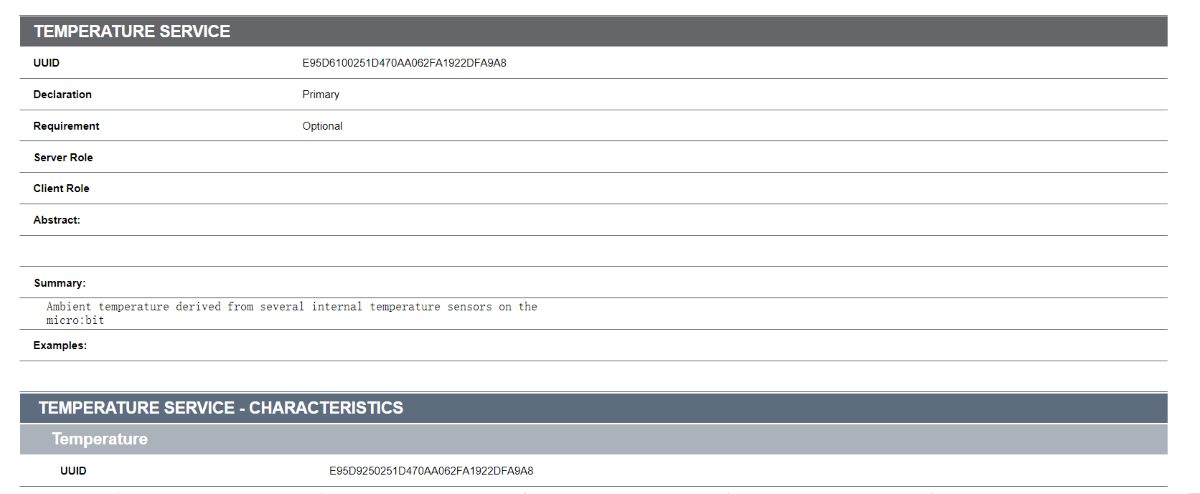 TEMPERATURE SERVICE
UUID E95D6100251D470AA062FA1922DFA9A8
Declaration Primary
Requirement Optional
Server Role
Client Role
Abstract:
Summary:
Ambient temperature derived from several internal temperature sensors on the
micro:bit
Examples:
TEMPERATURE SERVICE - CHARACTERISTICS
Temperature
UUID E95D9250251D470AA062FA1922DFA9A8